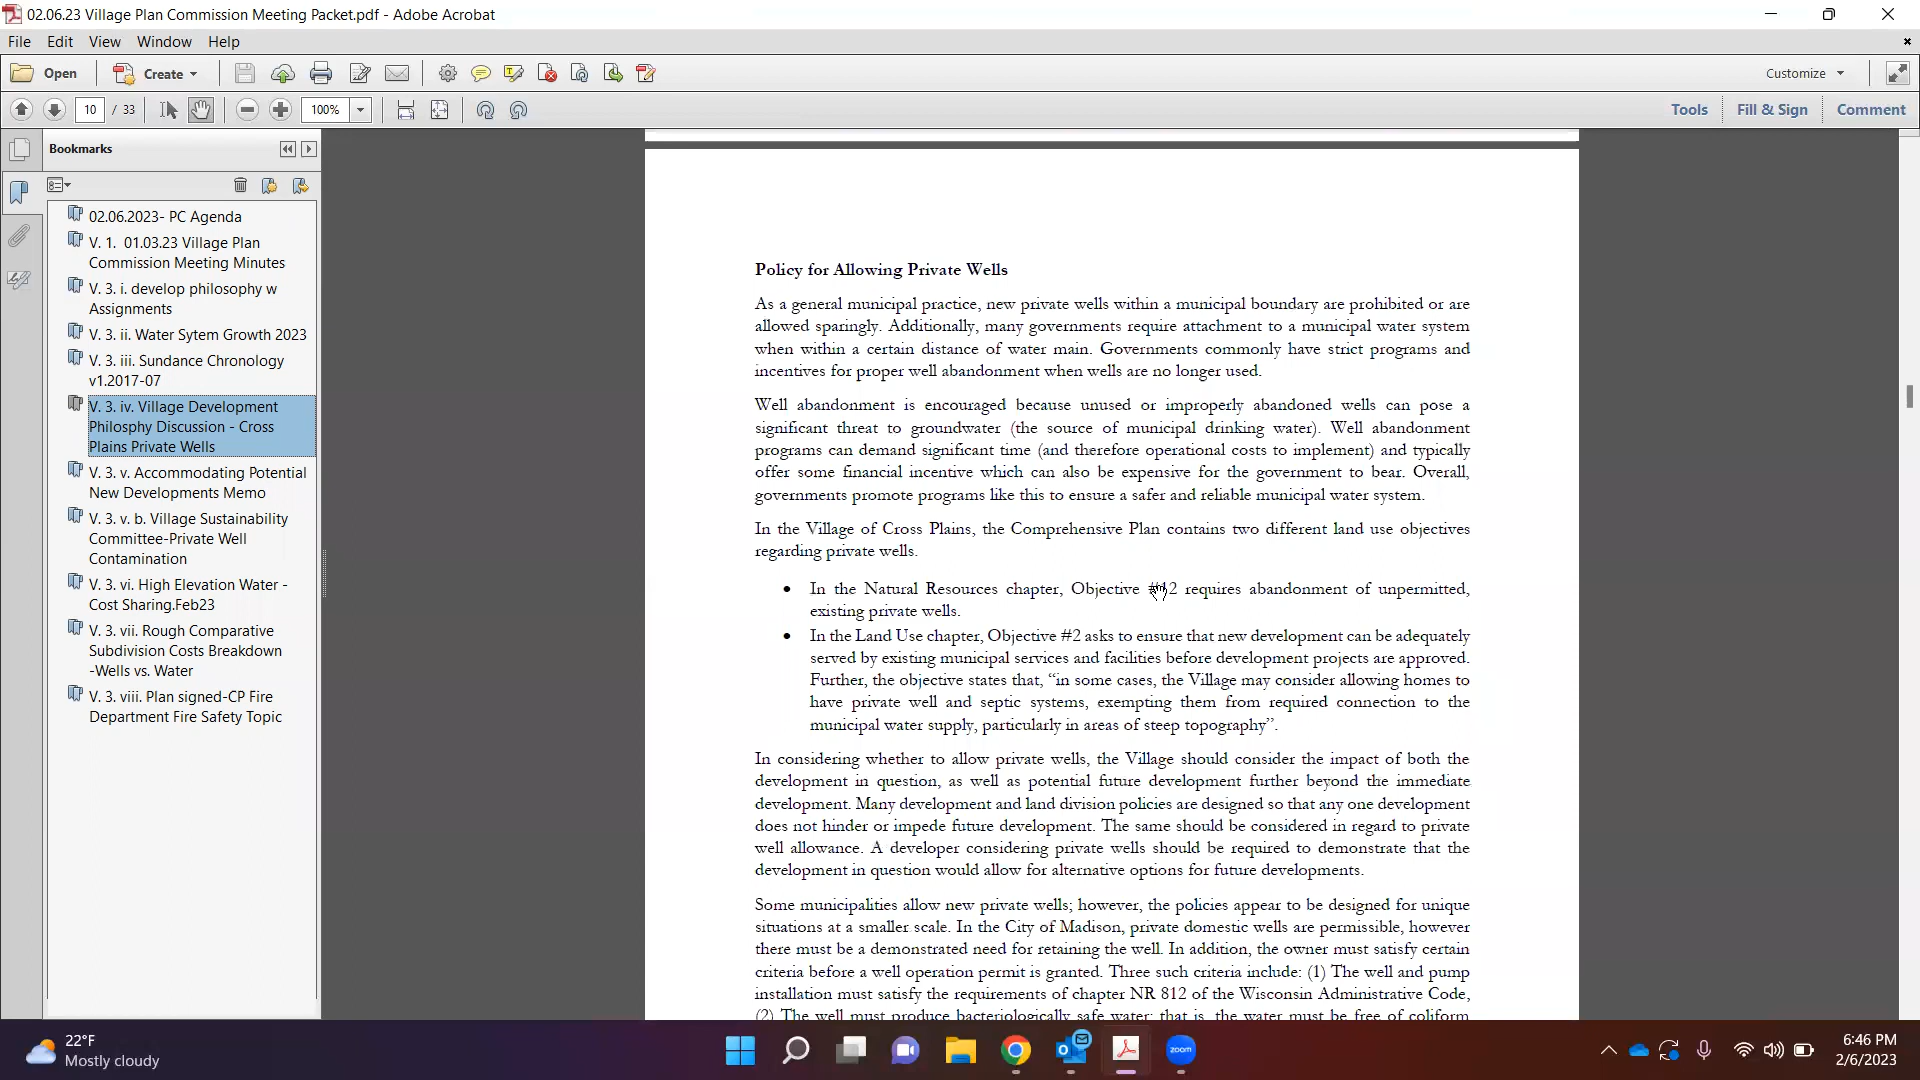 02.06.23 Village Plan Commission Meeting Packet.pdf - Adobe Acrobat
File Edit View Window Help
Open Create Customize
10 / 33 100% Tools Fill & Sign Comment
Bookmarks
02.06.2023- PC Agenda
V. 1. 01.03.23 Village Plan
Commission Meeting Minutes
V. 3. i. develop philosophy w
Assignments
V. 3. ii. Water Sytem Growth 2023
V. 3. iii. Sundance Chronology
v1.2017-07
V. 3. iv. Village Development
Philosphy Discussion - Cross
Plains Private Wells
V. 3. v. Accommodating Potential
New Developments Memo
V. 3. v. b. Village Sustainability
Committee-Private Well
Contamination
V. 3. vi. High Elevation Water -
Cost Sharing.Feb23
V. 3. vii. Rough Comparative
Subdivision Costs Breakdown
-Wells vs. Water
V. 3. viii. Plan signed-CP Fire
Department Fire Safety Topic
Policy for Allowing Private Wells
As a general municipal practice, new private wells within a municipal boundary are prohibited or are
allowed sparingly. Additionally, many governments require attachment to a municipal water system
when within a certain distance of water main. Governments commonly have strict programs and
incentives for proper well abandonment when wells are no longer used.
Well abandonment is encouraged because unused or improperly abandoned wells can pose a
significant threat to groundwater (the source of municipal drinking water). Well abandonment
programs can demand significant time (and therefore operational costs to implement) and typically
offer some financial incentive which can also be expensive for the government to bear. Overall,
governments promote programs like this to ensure a safer and reliable municipal water system.
In the Village of Cross Plains, the Comprehensive Plan contains two different land use objectives
regarding private wells.
• In the Natural Resources chapter, Objective #12 requires abandonment of unpermitted,
existing private wells.
• In the Land Use chapter, Objective #2 asks to ensure that new development can be adequately
served by existing municipal services and facilities before development projects are approved.
Further, the objective states that, “in some cases, the Village may consider allowing homes to
have private well and septic systems, exempting them from required connection to the
municipal water supply, particularly in areas of steep topography”.
In considering whether to allow private wells, the Village should consider the impact of both the
development in question, as well as potential future development further beyond the immediate
development. Many development and land division policies are designed so that any one development
does not hinder or impede future development. The same should be considered in regard to private
well allowance. A developer considering private wells should be required to demonstrate that the
development in question would allow for alternative options for future developments.
Some municipalities allow new private wells; however, the policies appear to be designed for unique
situations at a smaller scale. In the City of Madison, private domestic wells are permissible, however
there must be a demonstrated need for retaining the well. In addition, the owner must satisfy certain
criteria before a well operation permit is granted. Three such criteria include: (1) The well and pump
installation must satisfy the requirements of chapter NR 812 of the Wisconsin Administrative Code,
(2) The well must produce bacteriologically safe water; that is, the water must be free of coliform
22°F
Mostly cloudy
zoom
6:46 PM
2/6/2023